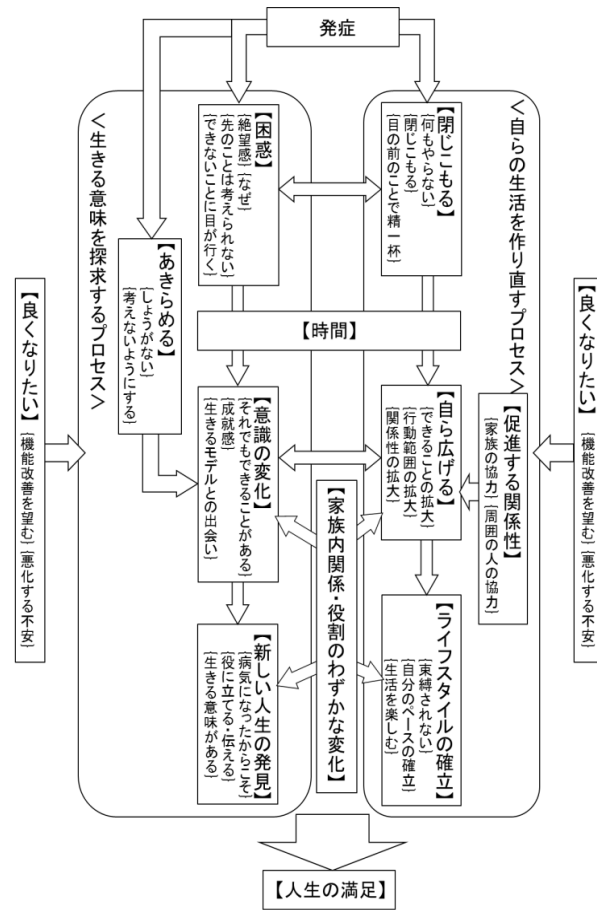 発症
＜生きる意味を探求するプロセス＞
【困惑】
{絶望感} {なぜ}
{先のことは考えられない}
{できないことに目が行く}
【閉じこもる】
{何もやらない}
{閉じこもる}
{目の前のことで精一杯}
＜自らの生活を作り直すプロセス＞
【あきらめる】
{しょうがない}
{考えないようにする}
【時間】
【良くなりたい】 {機能改善を望む} {悪化する不安}
【意識の変化】
{それでもできることがある}
{成就感}
{生きるモデルとの出会い}
【自ら広げる】
{できることの拡大}
{行動範囲の拡大}
{関係性の拡大}
【促進する関係性】
{家族の協力} {周囲の人の協力}
【良くなりたい】 {機能改善を望む} {悪化する不安}
【家族内関係・役割のわずかな変化】
【新しい人生の発見】
{病気になったからこそ}
{役に立てる・伝える}
{生きる意味がある}
【ライフスタイルの確立】
{束縛されない}
{自分のペースの確立}
{生活を楽しむ}
【人生の満足】